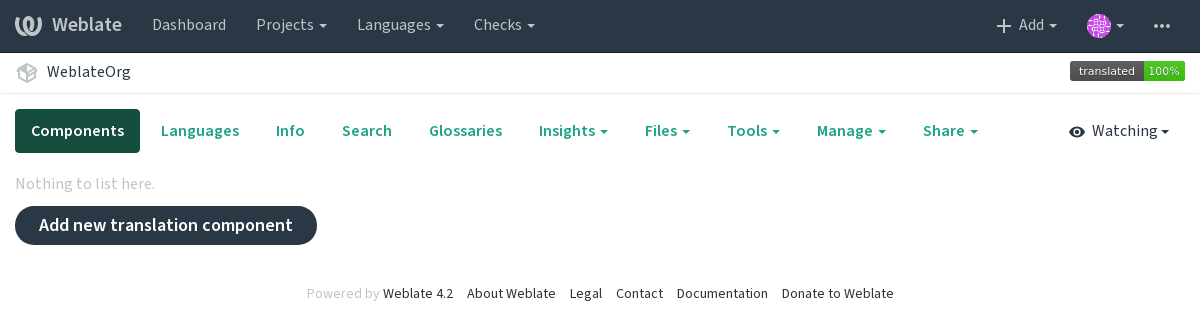 Weblate Dashboard Projects Languages Checks Add
WeblateOrg translated 100%
Components Languages Info Search Glossaries Insights Files Tools Manage Share Watching
Nothing to list here.
Add new translation component
Powered by Weblate 4.2 About Weblate Legal Contact Documentation Donate to Weblate